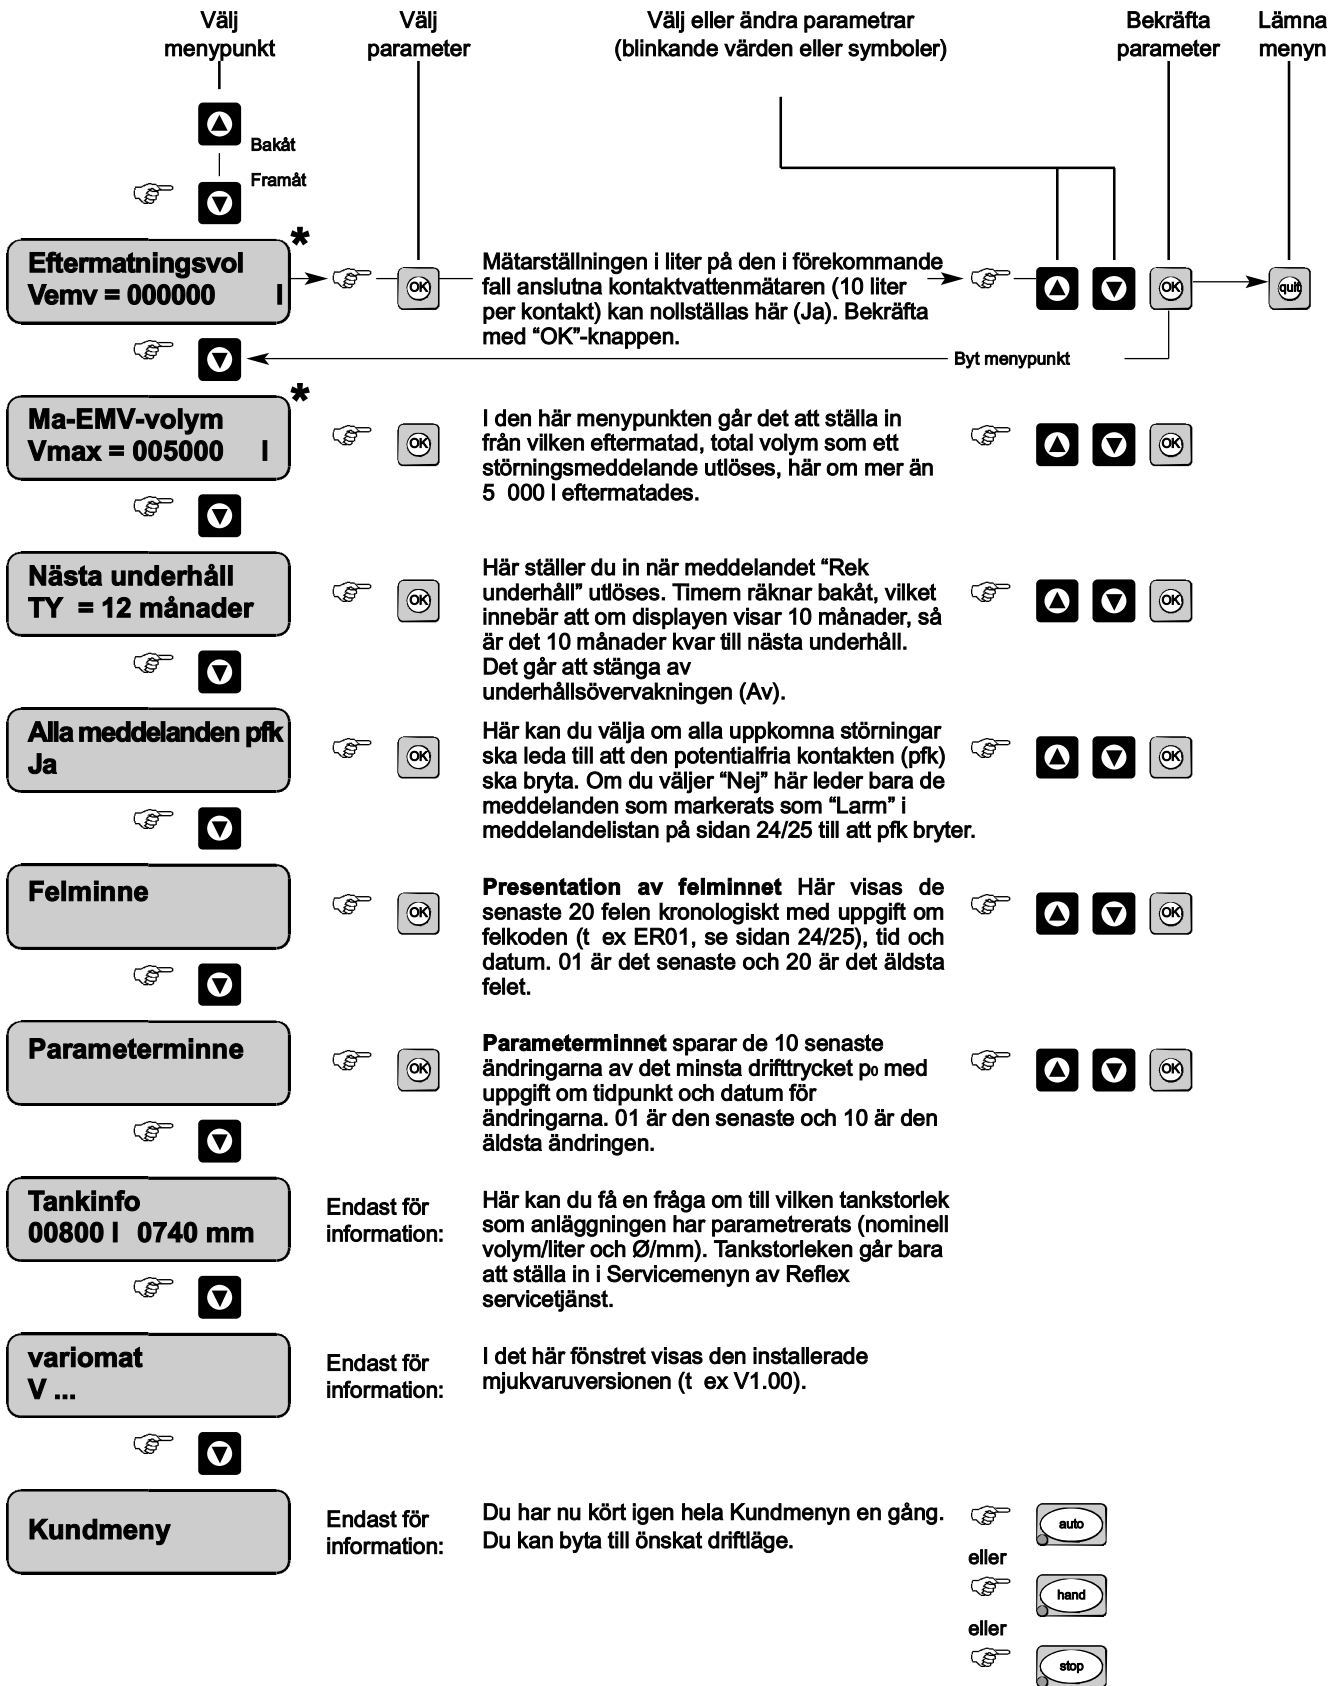 Välj
menypunkt
Välj
parameter
Välj eller ändra parametrar
(blinkande värden eller symboler)
Bekräfta
parameter
Lämna
menyn
Bakåt
Framåt
Eftermatningsvol
Vemv = 000000 l
*
OK
Mätarställningen i liter på den i förekommande
fall anslutna kontaktvattenmätaren (10 liter
per kontakt) kan nollställas här (Ja). Bekräfta
med “OK”-knappen.
OK
quit
Byt menypunkt
Ma-EMV-volym
Vmax = 005000 l
*
OK
I den här menypunkten går det att ställa in
från vilken eftermatad, total volym som ett
störningsmeddelande utlöses, här om mer än
5 000 l eftermatades.
OK
Nästa underhåll
TY = 12 månader
OK
Här ställer du in när meddelandet “Rek
underhåll” utlöses. Timern räknar bakåt, vilket
innebär att om displayen visar 10 månader, så
är det 10 månader kvar till nästa underhåll.
Det går att stänga av
underhållsövervakningen (Av).
OK
Alla meddelanden pfk
Ja
OK
Här kan du välja om alla uppkomna störningar
ska leda till att den potentialfria kontakten (pfk)
ska bryta. Om du väljer “Nej” här leder bara de
meddelanden som markerats som “Larm” i
meddelandelistan på sidan 24/25 till att pfk bryter.
OK
Felminne
OK
Presentation av felminnet Här visas de
senaste 20 felen kronologiskt med uppgift om
felkoden (t ex ER01, se sidan 24/25), tid och
datum. 01 är det senaste och 20 är det äldsta
felet.
OK
Parameterminne
OK
Parameterminnet sparar de 10 senaste
ändringarna av det minsta drifttrycket p₀ med
uppgift om tidpunkt och datum för
ändringarna. 01 är den senaste och 10 är den
äldsta ändringen.
OK
Tankinfo
00800 l 0740 mm
Endast för
information:
Här kan du få en fråga om till vilken tankstorlek
som anläggningen har parametrerats (nominell
volym/liter och Ø/mm). Tankstorleken går bara
att ställa in i Servicemenyn av Reflex
servicetjänst.
variomat
V ...
Endast för
information:
I det här fönstret visas den installerade
mjukvaruversionen (t ex V1.00).
Kundmeny
Endast för
information:
Du har nu kört igen hela Kundmenyn en gång.
Du kan byta till önskat driftläge.
auto
eller
hand
eller
stop